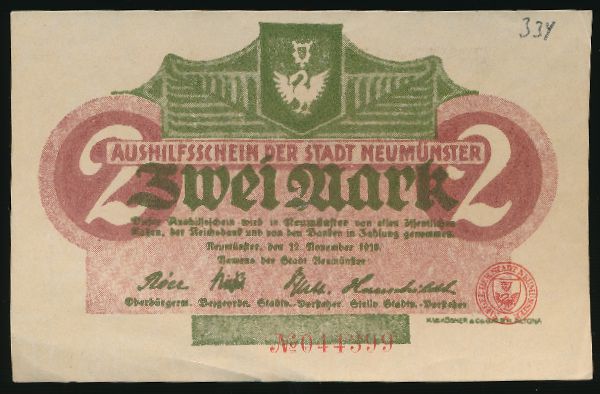 334
2 2
AUSHILFSSCHEIN DER STADT NEUMÜNSTER
Zwei Mark
Dieser Aushilfsschein wird in Neumünster von allen öffentlichen
Kassen, der Reichsbank und von den Banken in Zahlung genommen.
Neumünster, den 12. November 1918.
Namens der Stadt Neumünster:
Oberbürgerm. Beigeordn. Stadtv.-Vorsteher Stellv. Stadtv.-Vorsteher
№044399